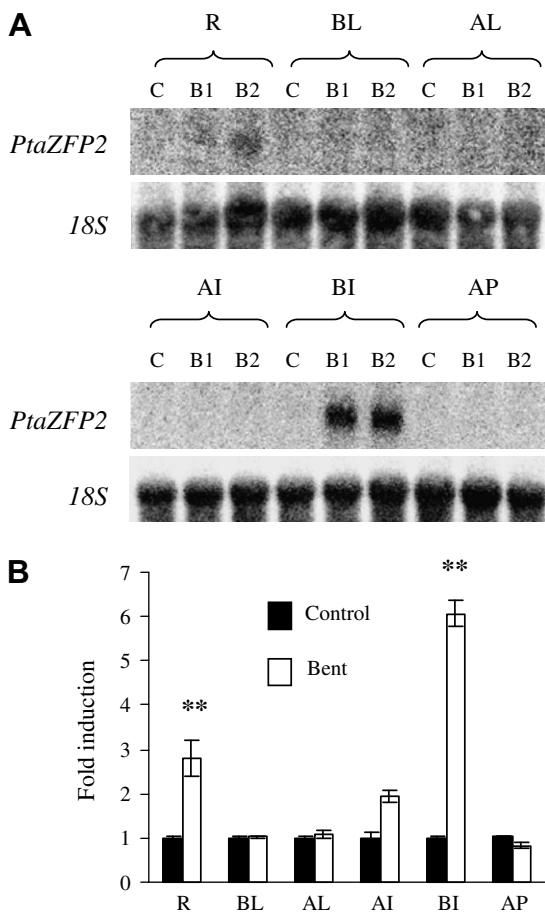 A
R BL AL
C B1 B2 C B1 B2 C B1 B2
PtaZFP2
18S
AI BI AP
C B1 B2 C B1 B2 C B1 B2
PtaZFP2
18S
B
7
6
5
4
3
2
1
0
Fold induction
**
**
Control
Bent
R BL AL AI BI AP